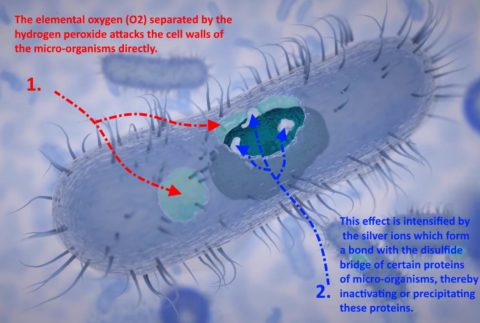 The elemental oxygen (O2) separated by the
hydrogen peroxide attacks the cell walls of
the micro-organisms directly.
1.
This effect is intensified by
the silver ions which form
a bond with the disulfide
bridge of certain proteins
of micro-organisms, thereby
inactivating or precipitating
these proteins.
2.